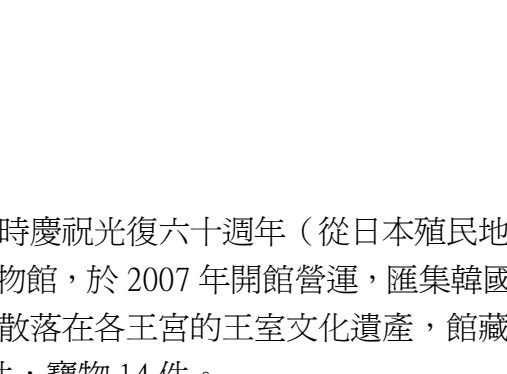 時慶祝光復六十週年（從日本殖民地
物館，於 2007 年開館營運，匯集韓國
散落在各王宮的王室文化遺產，館藏
件，寶物 14 件。